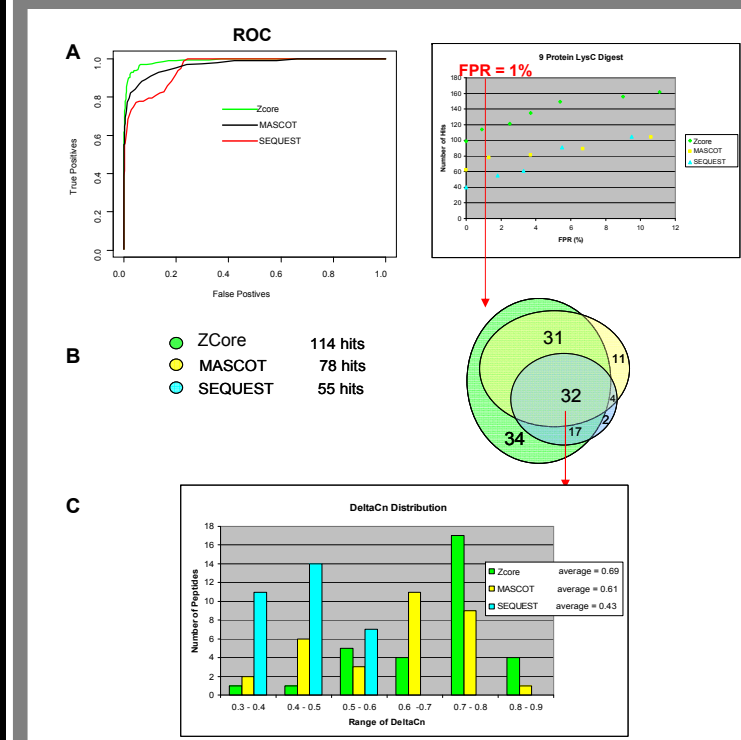 A
ROC
True Positives
1.0
0.8
0.6
0.4
0.2
0.0
Zcore
MASCOT
SEQUEST
0.0 0.2 0.4 0.6 0.8 1.0
False Postives
9 Protein LysC Digest
FPR = 1%
Number of Hits
180
160
140
120
100
80
60
40
20
0
0 2 4 6 8 10 12
FPR (%)
Zcore
MASCOT
SEQUEST
B
ZCore 114 hits
MASCOT 78 hits
SEQUEST 55 hits
31
11
32
4
2
17
34
C
DeltaCn Distribution
Number of Peptides
18
16
14
12
10
8
6
4
2
0
0.3 - 0.4 0.4 - 0.5 0.5 - 0.6 0.6 -0.7 0.7 - 0.8 0.8 - 0.9
Range of DeltaCn
Zcore average = 0.69
MASCOT average = 0.61
SEQUEST average = 0.43